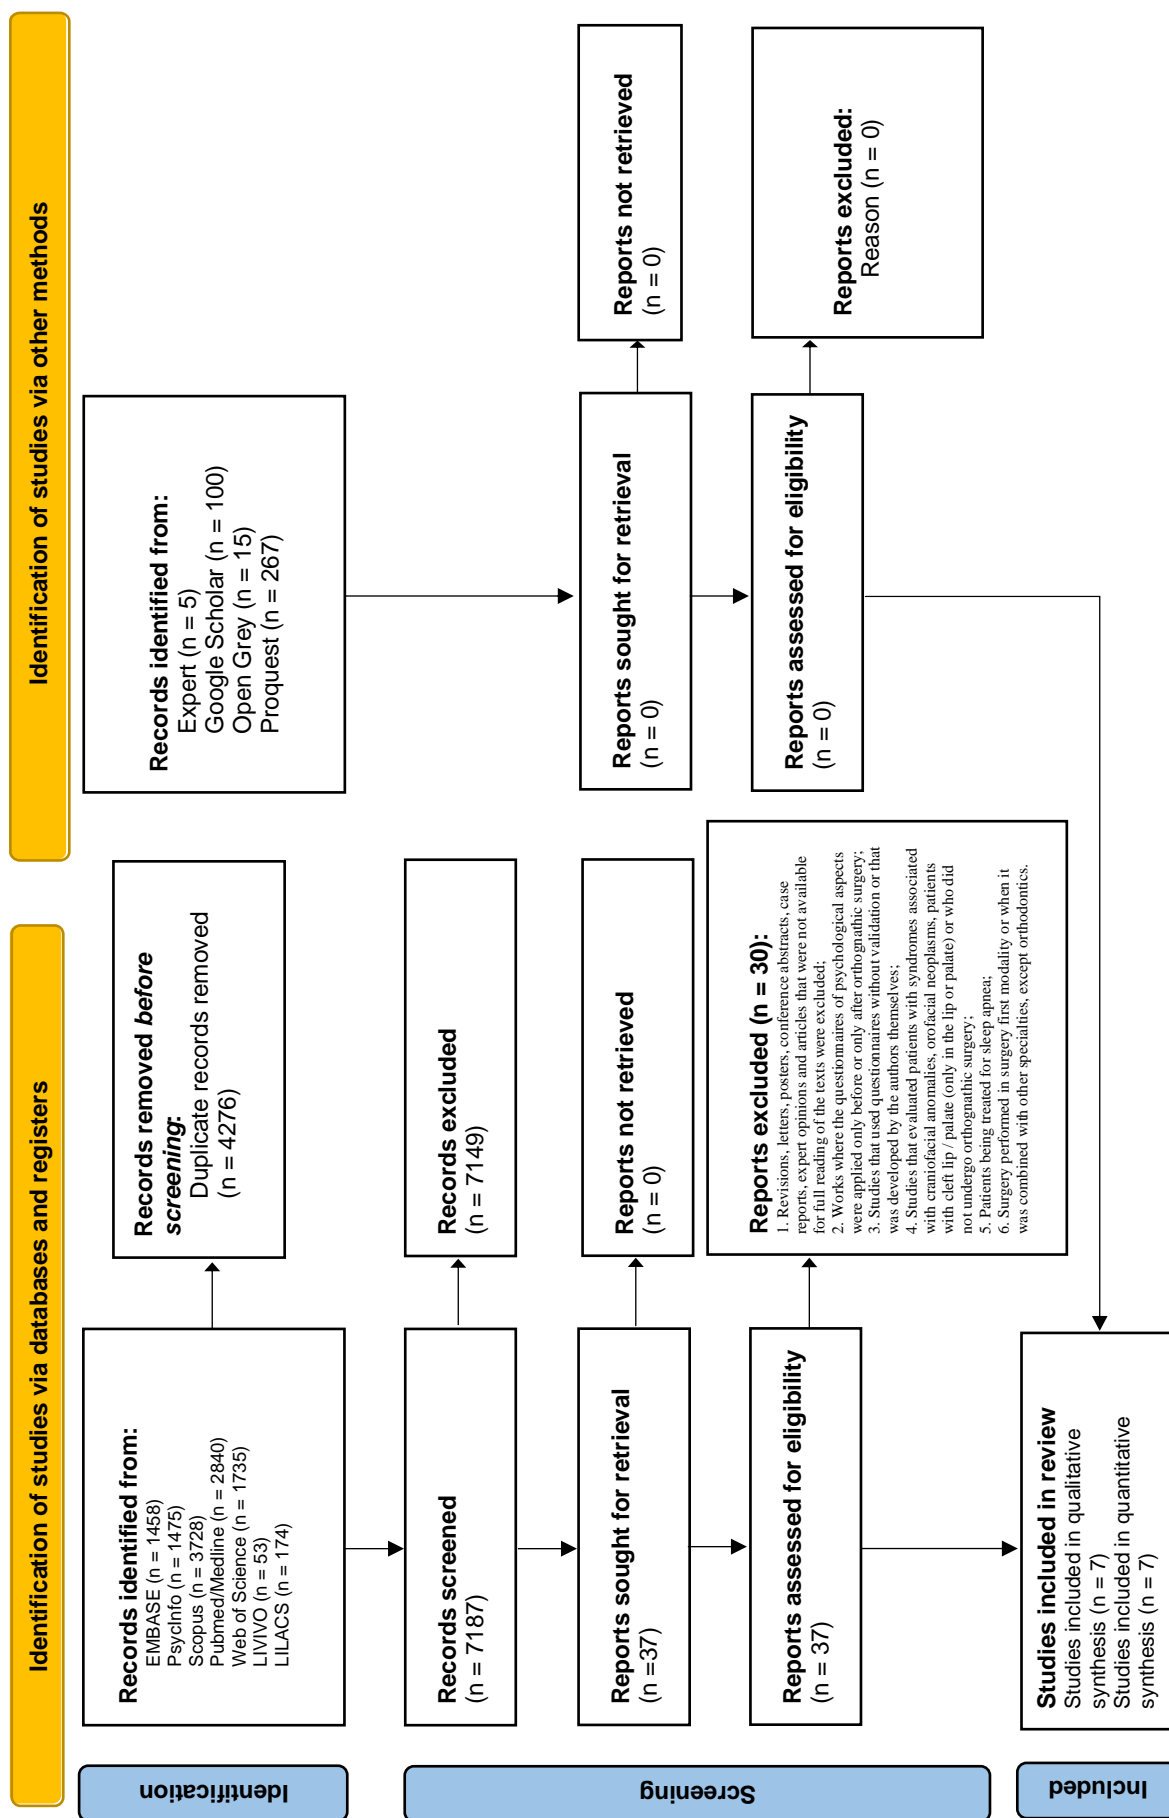 Identification of studies via databases and registers
Identification of studies via other methods
Identification
Records identified from:
EMBASE (n = 1458)
PsycInfo (n = 1475)
Scopus (n = 3728)
Pubmed/Medline (n = 2840)
Web of Science (n = 1735)
LIVIVO (n = 53)
LILACS (n = 174)
Records removed before
screening:
Duplicate records removed
(n = 4276)
Records identified from:
Expert (n = 5)
Google Scholar (n = 100)
Open Grey (n = 15)
Proquest (n = 267)
Screening
Records screened
(n = 7187)
Records excluded
(n = 7149)
Reports sought for retrieval
(n =37)
Reports not retrieved
(n = 0)
Reports sought for retrieval
(n = 0)
Reports not retrieved
(n = 0)
Reports assessed for eligibility
(n = 37)
Reports excluded (n = 30):
1. Revisions, letters, posters, conference abstracts, case
reports, expert opinions and articles that were not available
for full reading of the texts were excluded;
2. Works where the questionnaires of psychological aspects
were applied only before or only after orthognathic surgery;
3. Studies that used questionnaires without validation or that
was developed by the authors themselves;
4. Studies that evaluated patients with syndromes associated
with craniofacial anomalies, orofacial neoplasms, patients
with cleft lip / palate (only in the lip or palate) or who did
not undergo orthognathic surgery;
5. Patients being treated for sleep apnea;
6. Surgery performed in surgery first modality or when it
was combined with other specialties, except orthodontics.
Reports assessed for eligibility
(n = 0)
Reports excluded:
Reason (n = 0)
Included
Studies included in review
Studies included in qualitative
synthesis (n = 7)
Studies included in quantitative
synthesis (n = 7)